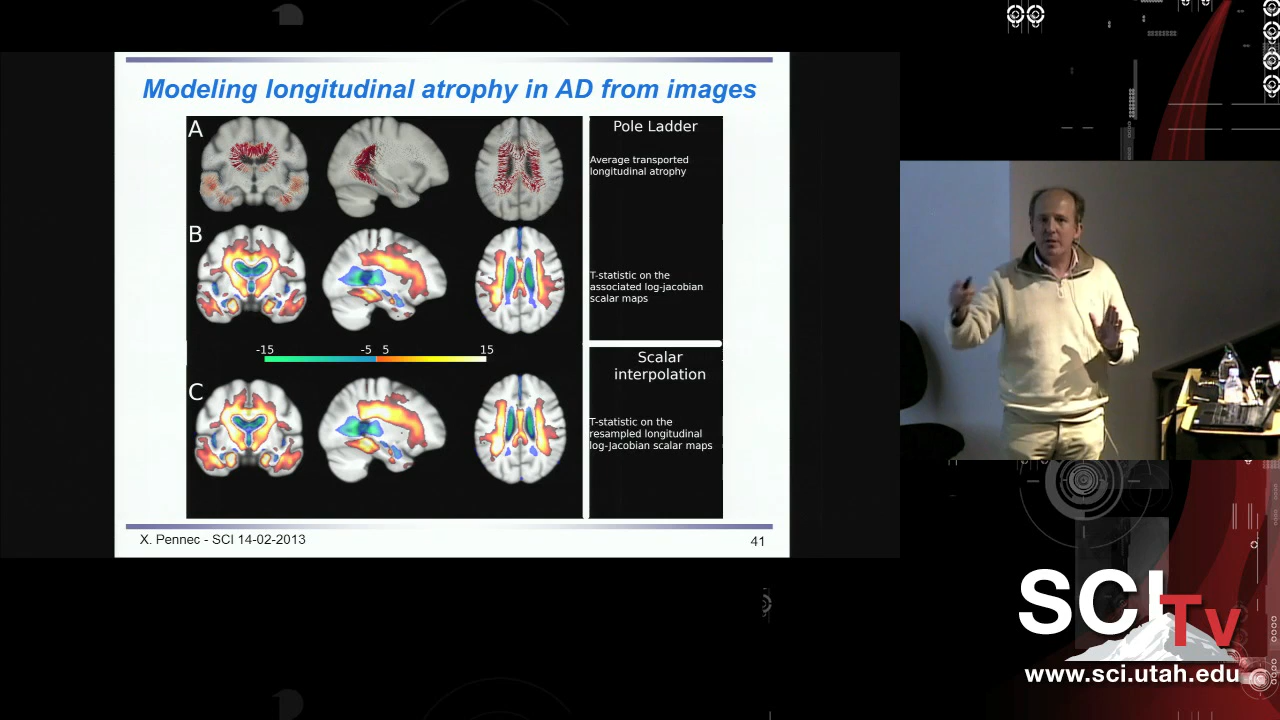 Modeling longitudinal atrophy in AD from images
A
Pole Ladder
Average transported
longitudinal atrophy
B
T-statistic on the
associated log-jacobian
scalar maps
-15 -5 5 15
Scalar
interpolation
C
T-statistic on the
resampled longitudinal
log-Jacobian scalar maps
X. Pennec - SCI 14-02-2013
41
SCI
Tv
www.sci.utah.edu